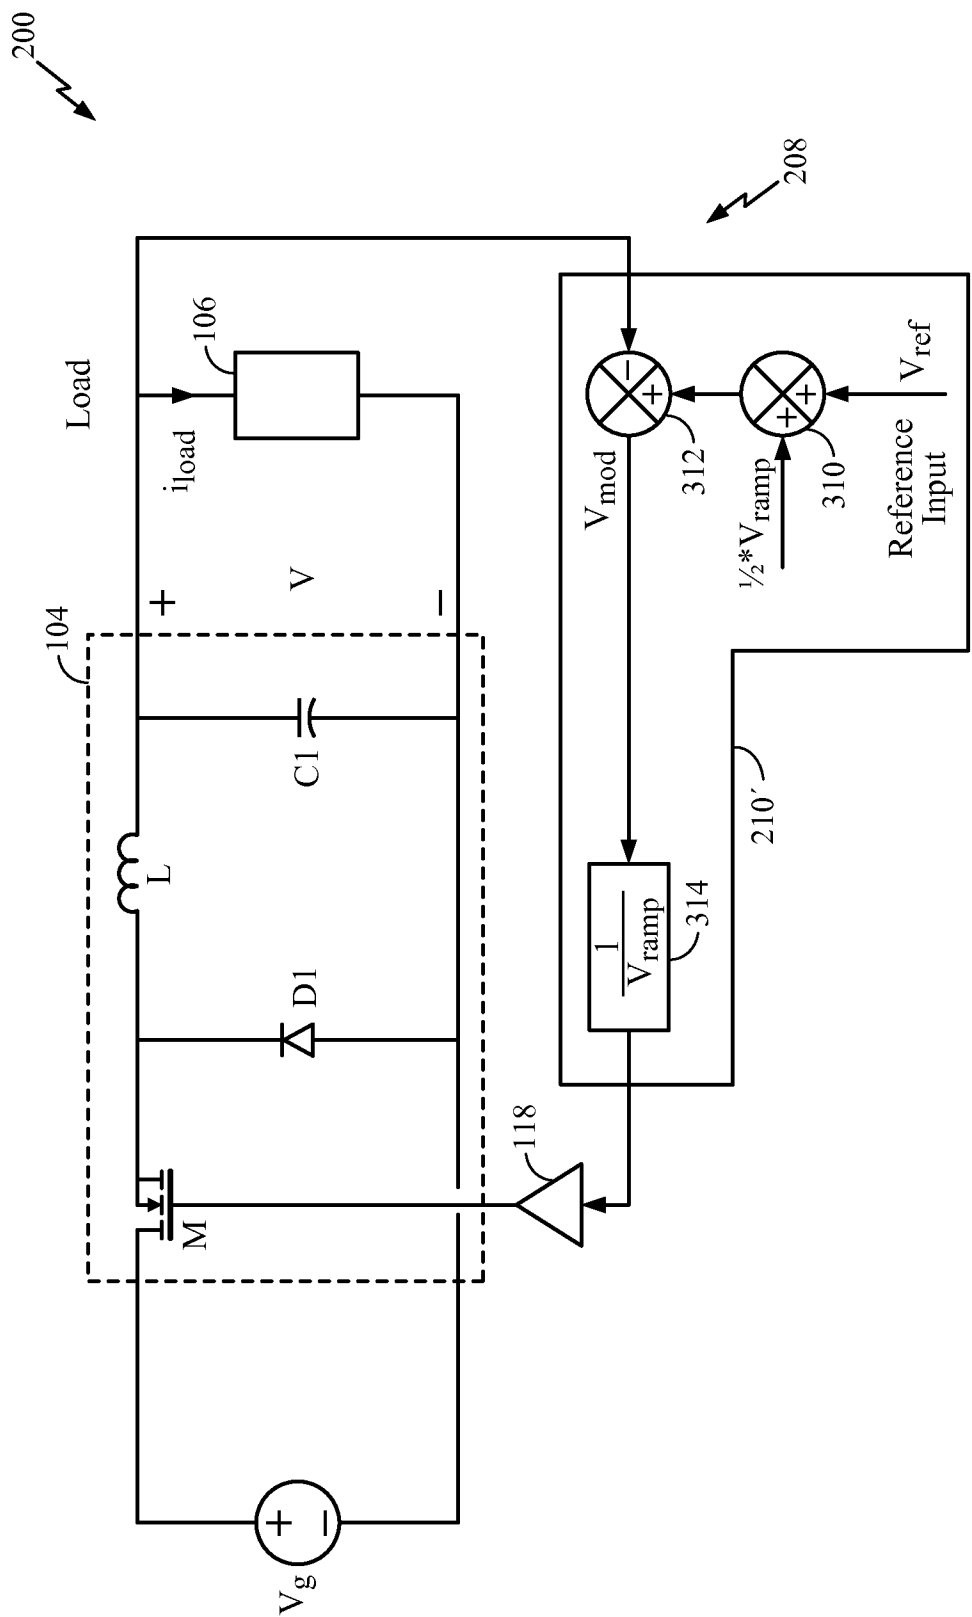 200
Load
106
i_load
+
V
−
104
L
C1
D1
M
V_g
+
−
208
−
+
312
V_mod
+
+
310
½*V_ramp
V_ref
Reference
Input
210´
1
V_ramp
314
118